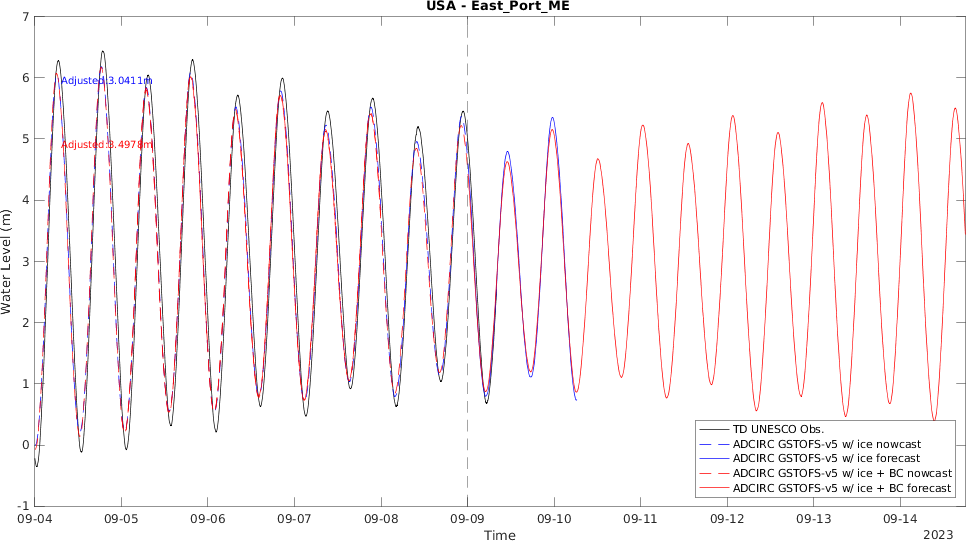 USA - East_Port_ME
7
6
5
4
3
2
1
0
-1
Water Level (m)
Adjusted:3.0411m
Adjusted:3.4978m
TD UNESCO Obs.
ADCIRC GSTOFS-v5 w/ ice nowcast
ADCIRC GSTOFS-v5 w/ ice forecast
ADCIRC GSTOFS-v5 w/ ice + BC nowcast
ADCIRC GSTOFS-v5 w/ ice + BC forecast
09-04 09-05 09-06 09-07 09-08 09-09 09-10 09-11 09-12 09-13 09-14
Time
2023